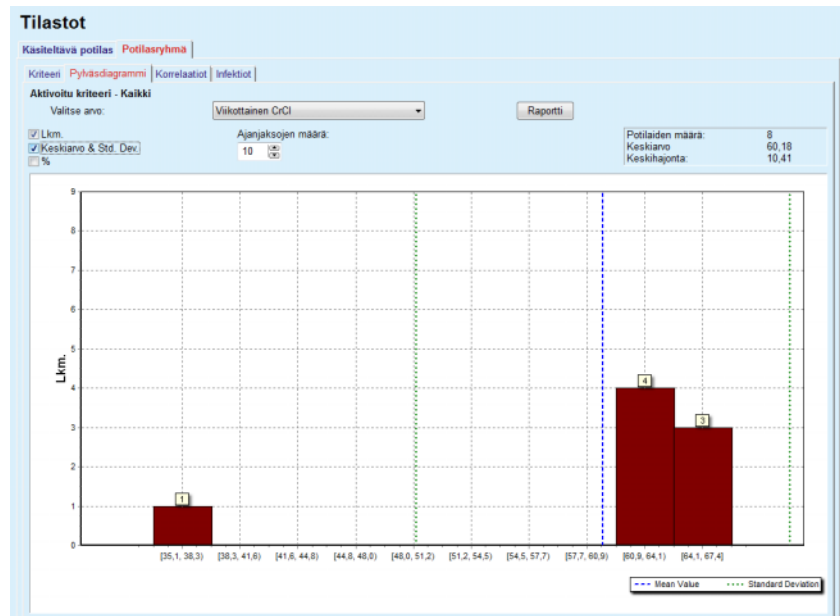 Tilastot
Käsiteltävä potilas Potilasryhmä
Kriteeri Pylväsdiagrammi Korrelaatiot Infektiot
Aktivoitu kriteeri - Kaikki
Valitse arvo: Viikottainen CrCl Raportti
Lkm. Ajanjaksojen määrä: Potilaiden määrä: 8
Keskiarvo & Std. Dev. 10 Keskiarvo 60,18
% Keskihajonta: 10,41
9
8
7
6
5
4
3
2
1
0
Lkm.
1
4
3
[35,1, 38,3) [38,3, 41,6) [41,6, 44,8) [44,8, 48,0) [48,0, 51,2) [51,2, 54,5) [54,5, 57,7) [57,7, 60,9) [60,9, 64,1) [64,1, 67,4]
Mean Value Standard Deviation